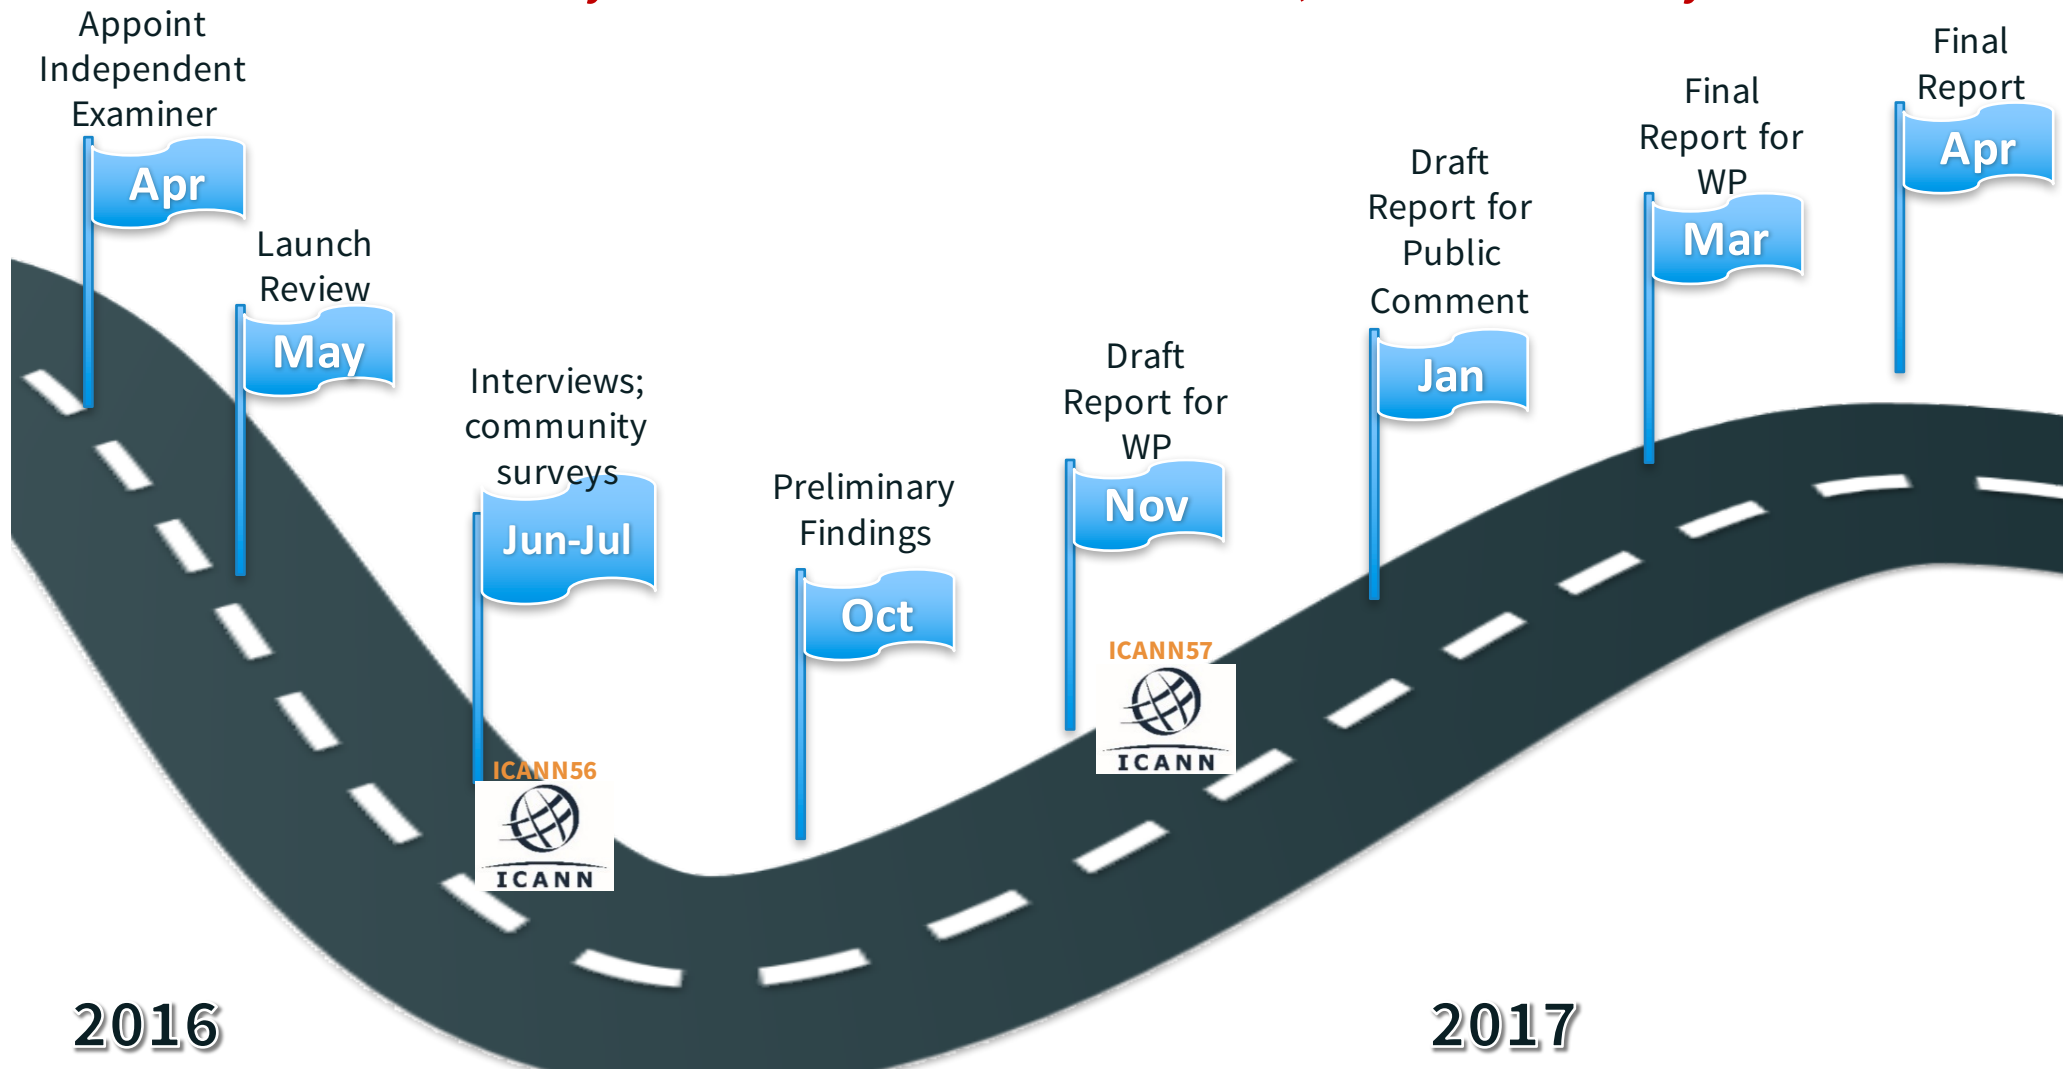 Appoint
Independent
Examiner
Apr
Launch
Review
May
Interviews;
community
surveys
Jun-Jul
ICANN56
ICANN
Preliminary
Findings
Oct
Draft
Report for
WP
Nov
ICANN57
ICANN
Draft
Report for
Public
Comment
Jan
Final
Report for
WP
Mar
Final
Report
Apr
2016
2017